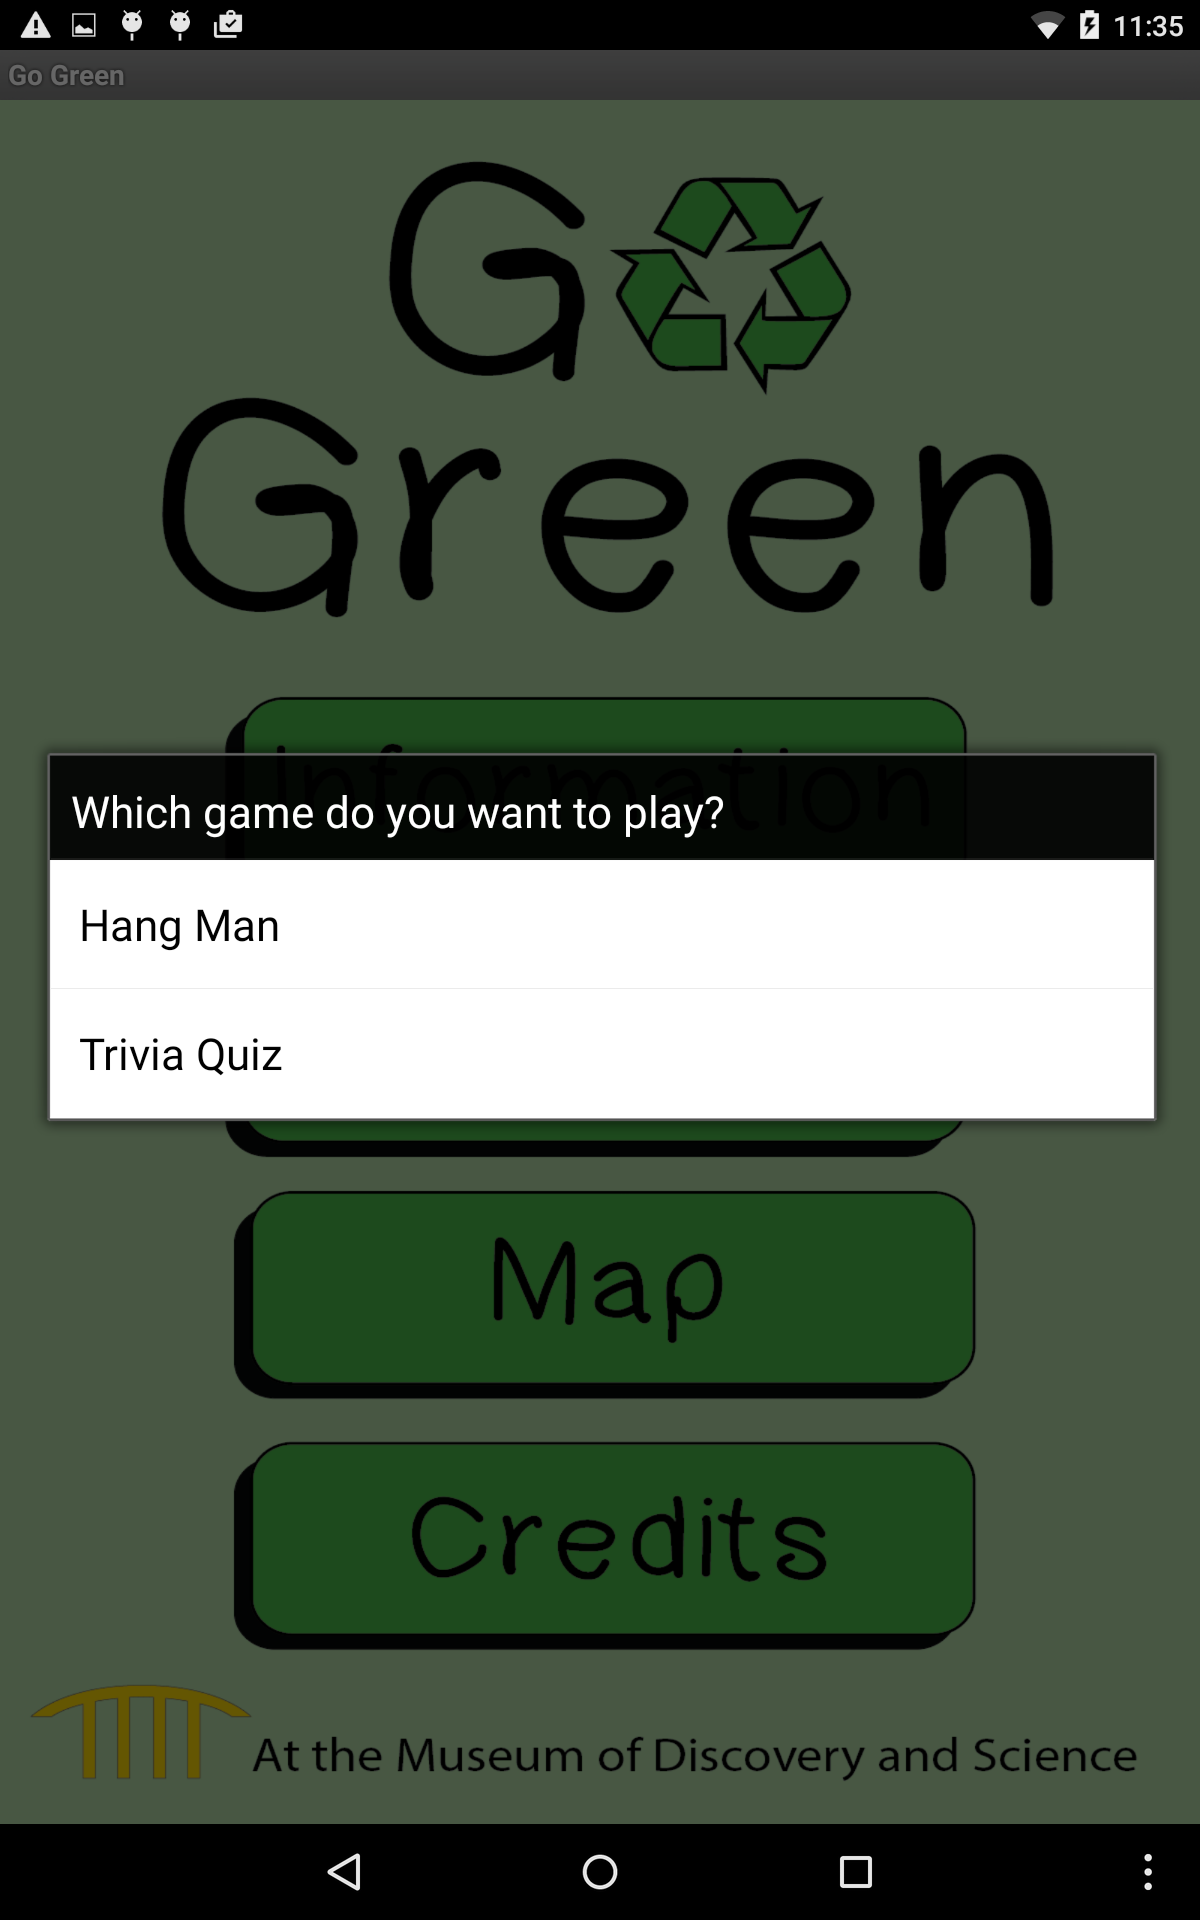 11:35
Go Green
Go
Green
Information
Which game do you want to play?
Hang Man
Trivia Quiz
Map
Credits
At the Museum of Discovery and Science